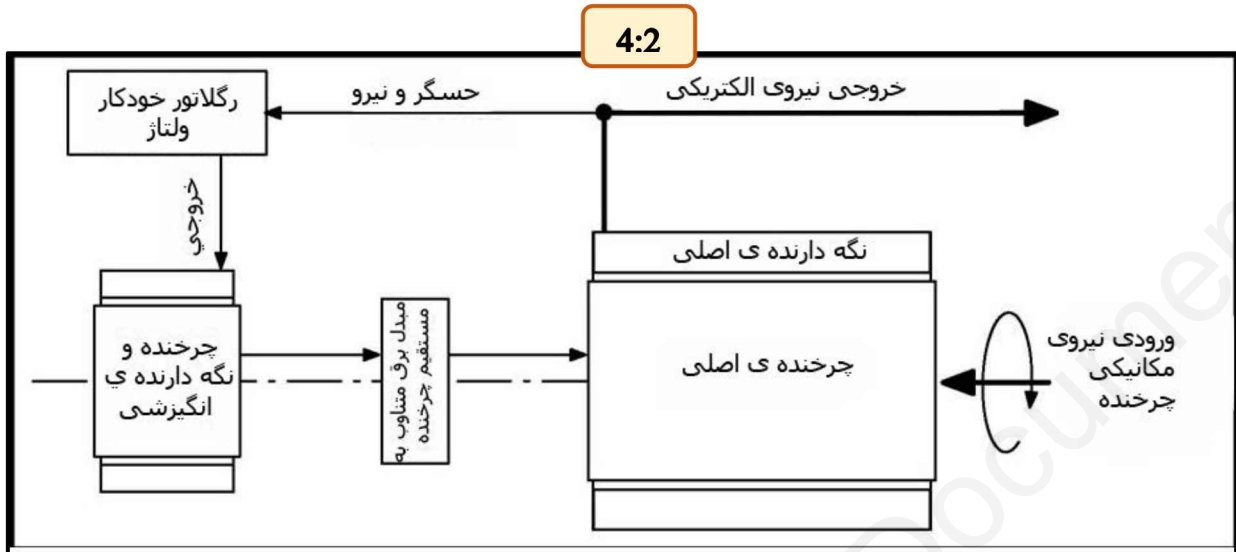 4:2
رگلاتور خودکار
ولتاژ
حسگر و نیرو
خروجی نیروی الکتریکی
خروجي
نگه دارنده ی اصلی
چرخنده و
نگه دارنده ي
انگیزشی
مبدل برق متناوب به
مستقیم چرخنده
چرخنده ی اصلی
ورودی نیروی
مکانیکی
چرخنده